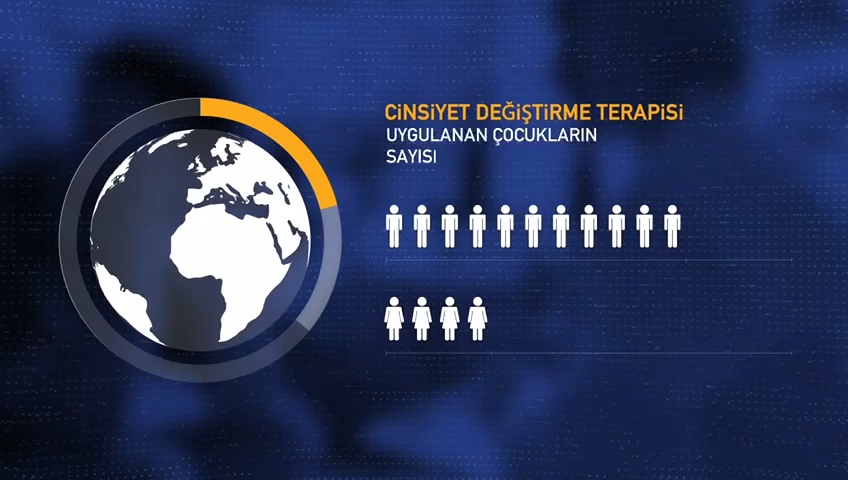 CİNSİYET DEĞİŞTİRME TERAPİSİ
UYGULANAN ÇOCUKLARIN
SAYISI